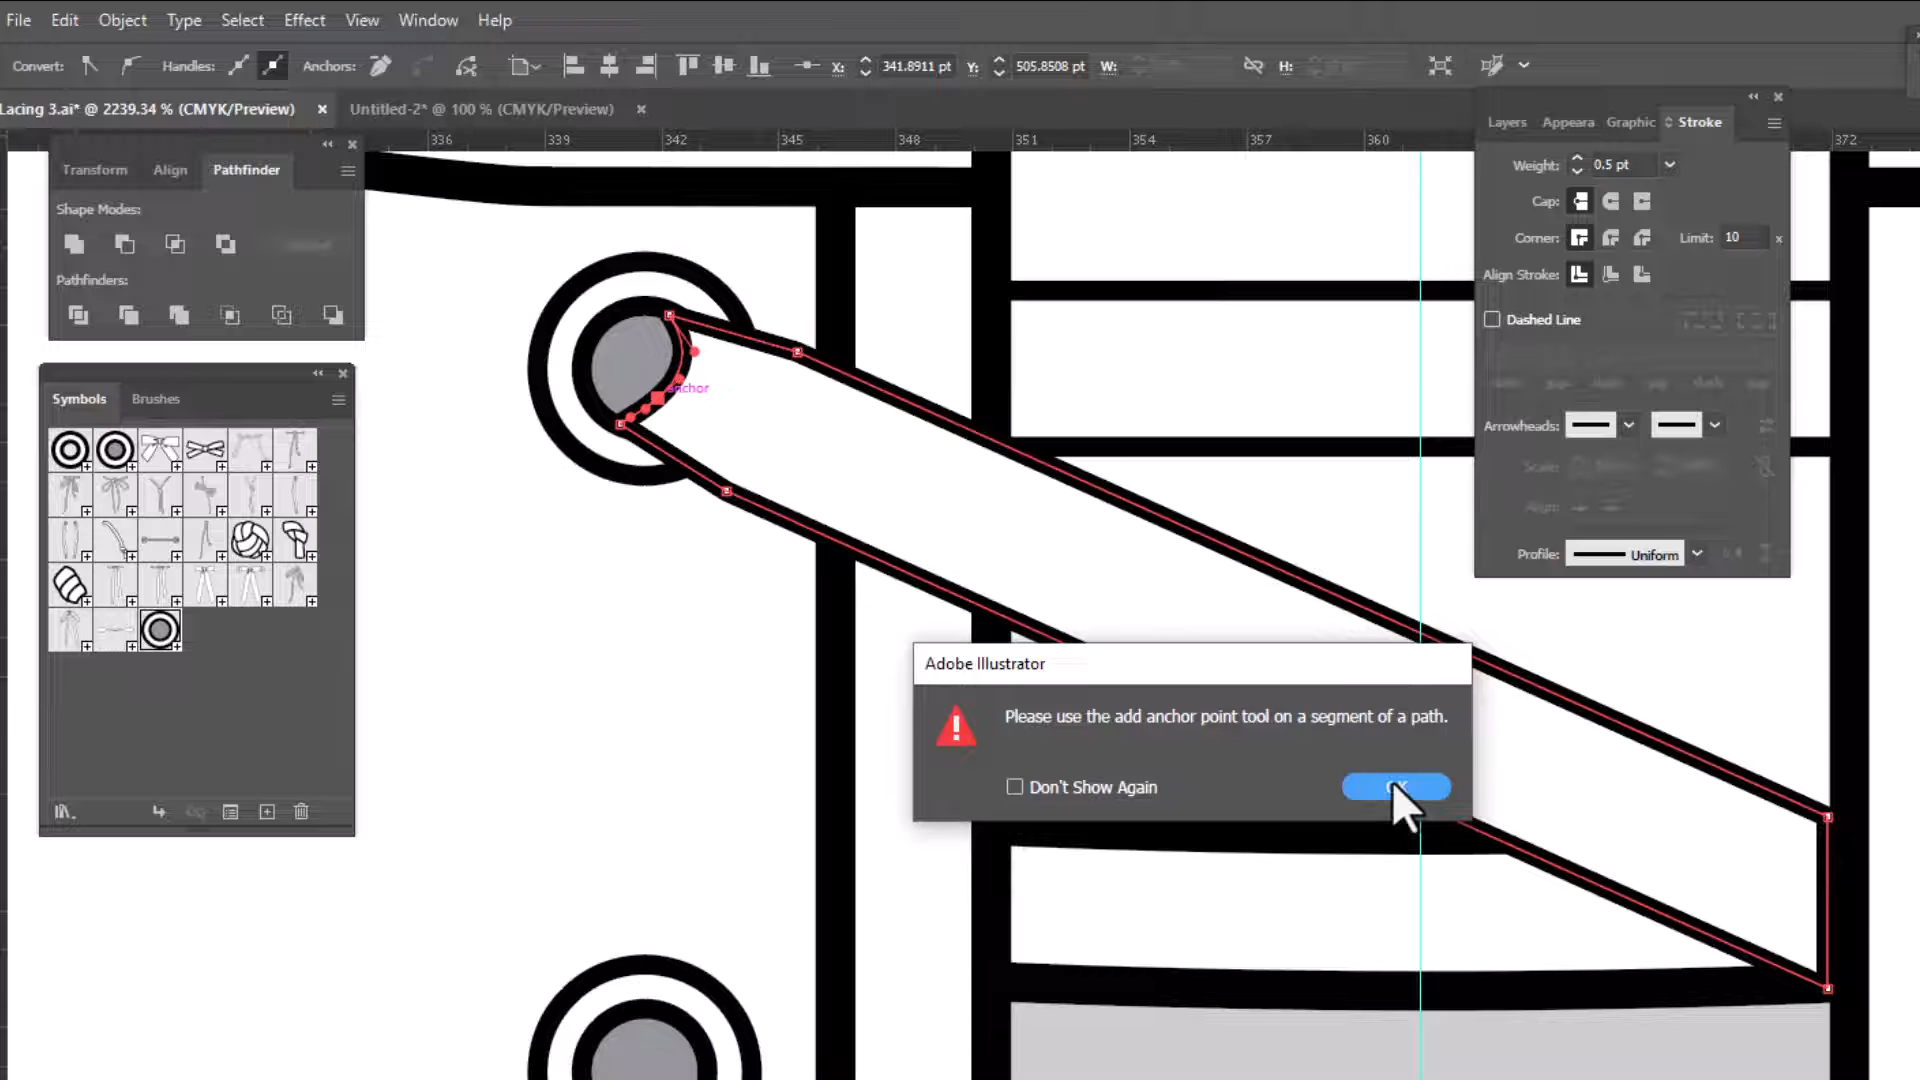 File Edit Object Type Select Effect View Window Help
Convert: Handles: Anchors: X: 341.8911 pt Y: 505.8508 pt W: H:
Lacing 3.ai* @ 2239.34 % (CMYK/Preview) × Untitled-2* @ 100 % (CMYK/Preview) ×
336 339 342 345 348 351 354 357 360 372
Transform Align Pathfinder
Shape Modes:
Pathfinders:
Symbols Brushes
anchor
Layers Appeara Graphic Stroke
Weight: 0.5 pt
Cap:
Corner: Limit: 10 x
Align Stroke:
Dashed Line
Arrowheads:
Scale:
Align:
Profile: Uniform
Adobe Illustrator
Please use the add anchor point tool on a segment of a path.
Don't Show Again